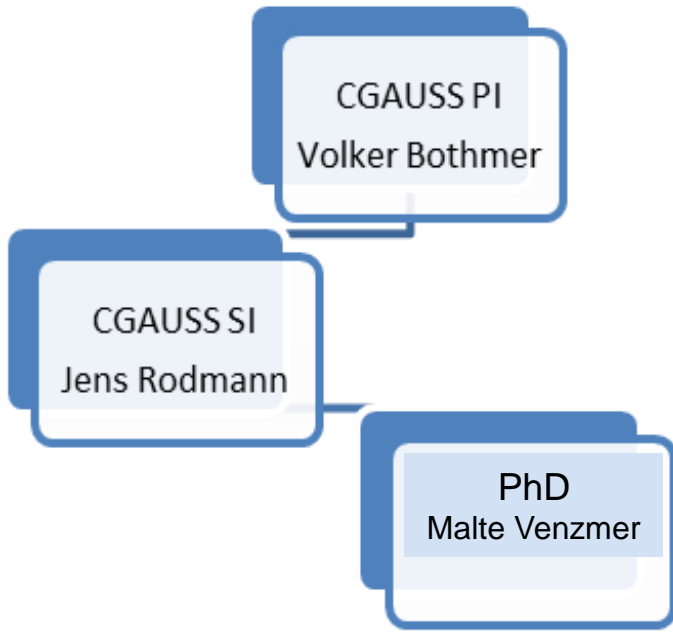 CGAUSS PI
Volker Bothmer
CGAUSS SI
Jens Rodmann
PhD
Malte Venzmer